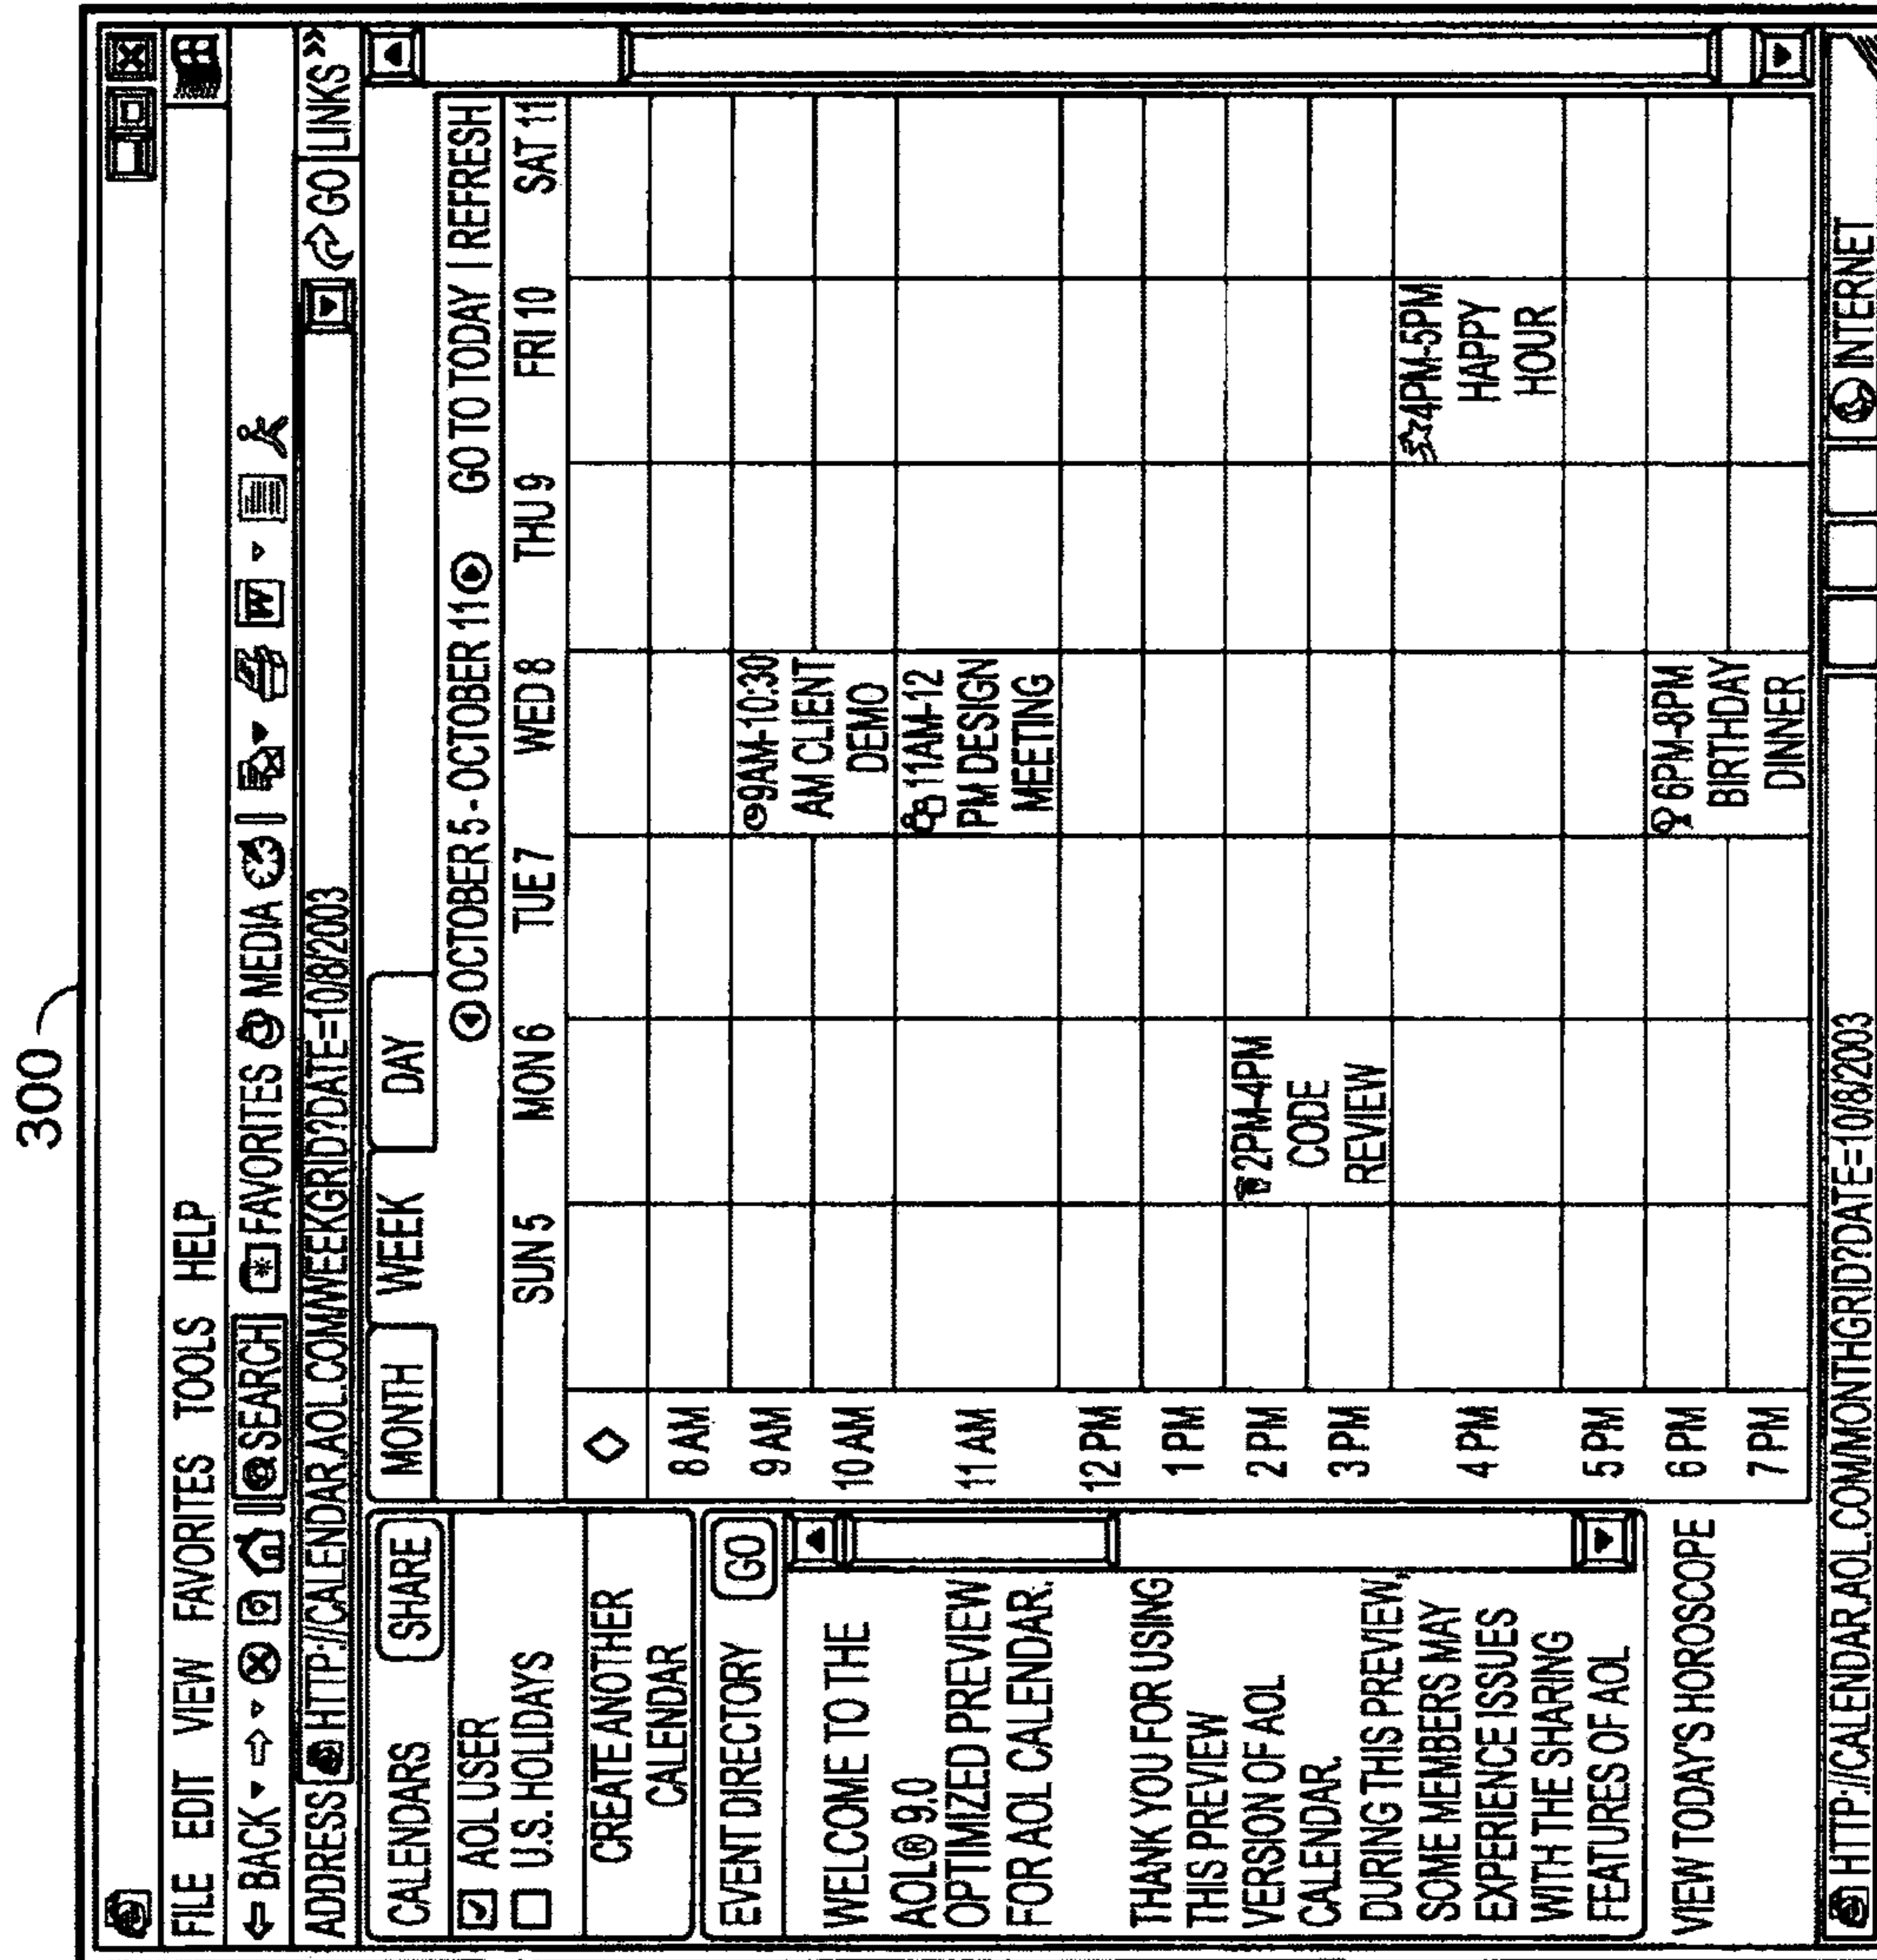 300
FILE EDIT VIEW FAVORITES TOOLS HELP
BACK SEARCH FAVORITES MEDIA W
ADDRESS HTTP://CALENDAR.AOL.COM/WEEKGRID?DATE=10/8/2003 GO LINKS »
CALENDARS SHARE
AOL USER
U.S. HOLIDAYS
CREATE ANOTHER
CALENDAR
EVENT DIRECTORY GO
WELCOME TO THE
AOL® 9.0
OPTIMIZED PREVIEW
FOR AOL CALENDAR.
THANK YOU FOR USING
THIS PREVIEW
VERSION OF AOL
CALENDAR.
DURING THIS PREVIEW,
SOME MEMBERS MAY
EXPERIENCE ISSUES
WITH THE SHARING
FEATURES OF AOL
VIEW TODAY'S HOROSCOPE
MONTH WEEK DAY
OCTOBER 5 - OCTOBER 11 GO TO TODAY | REFRESH
SUN 5 MON 6 TUE 7 WED 8 THU 9 FRI 10 SAT 11
8 AM
9 AM
9AM-10:30
AM CLIENT
DEMO
10 AM
11 AM
11AM-12
PM DESIGN
MEETING
12 PM
1 PM
2 PM
2PM-4PM
CODE
REVIEW
3 PM
4 PM
4PM-5PM
HAPPY
HOUR
5 PM
6 PM
6PM-8PM
BIRTHDAY
DINNER
7 PM
HTTP://CALENDAR.AOL.COM/MONTHGRID?DATE=10/8/2003 INTERNET